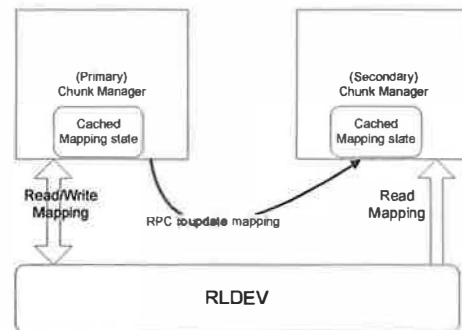 (Primary)
Chunk Manager
Cached
Mapping state
(Secondary)
Chunk Manager
Cached
Mapping state
Read/Write
Mapping
RPC to update mapping
Read
Mapping
RLDEV